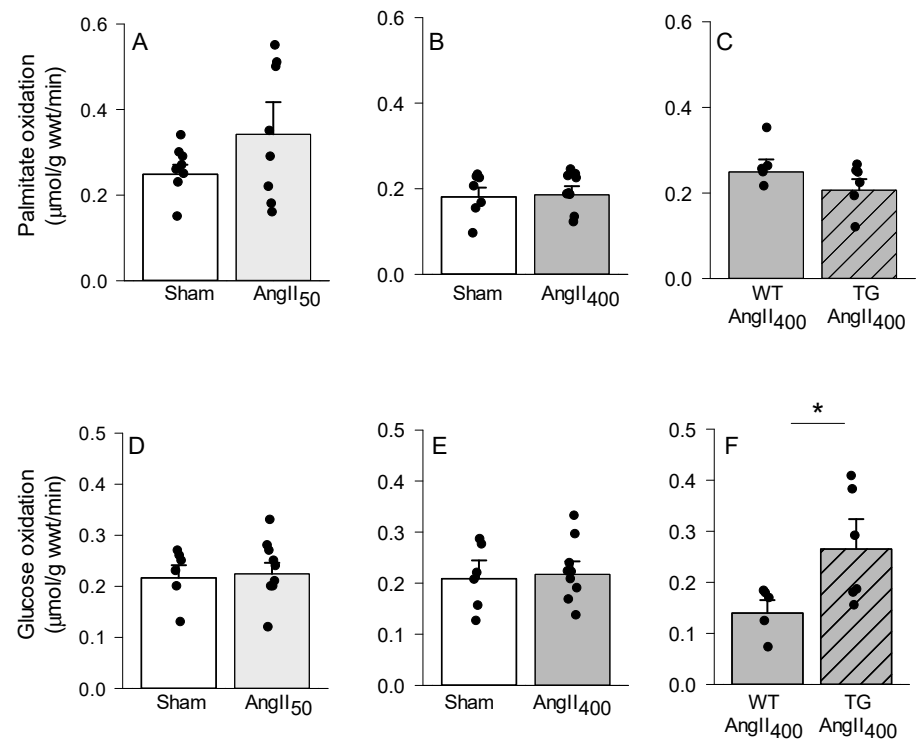 Palmitate oxidation
(µmol/g wwt/min)
A
0.6
0.4
0.2
0.0
Sham
AngII50
B
0.6
0.4
0.2
0.0
Sham
AngII400
C
0.6
0.4
0.2
0.0
WT
AngII400
TG
AngII400
Glucose oxidation
(µmol/g wwt/min)
D
0.5
0.4
0.3
0.2
0.1
0.0
Sham
AngII50
E
0.5
0.4
0.3
0.2
0.1
0.0
Sham
AngII400
*
F
0.5
0.4
0.3
0.2
0.1
0.0
WT
AngII400
TG
AngII400